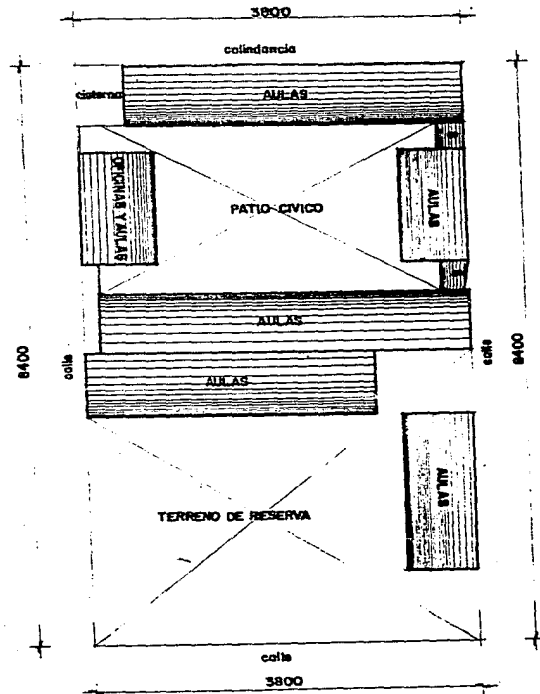 3800
colindancia
cisterna
AULAS
OFICINAS Y AULAS
PATIO CIVICO
AULAS
AULAS
8400
calle
calle
8400
AULAS
AULAS
TERRENO DE RESERVA
calle
3800